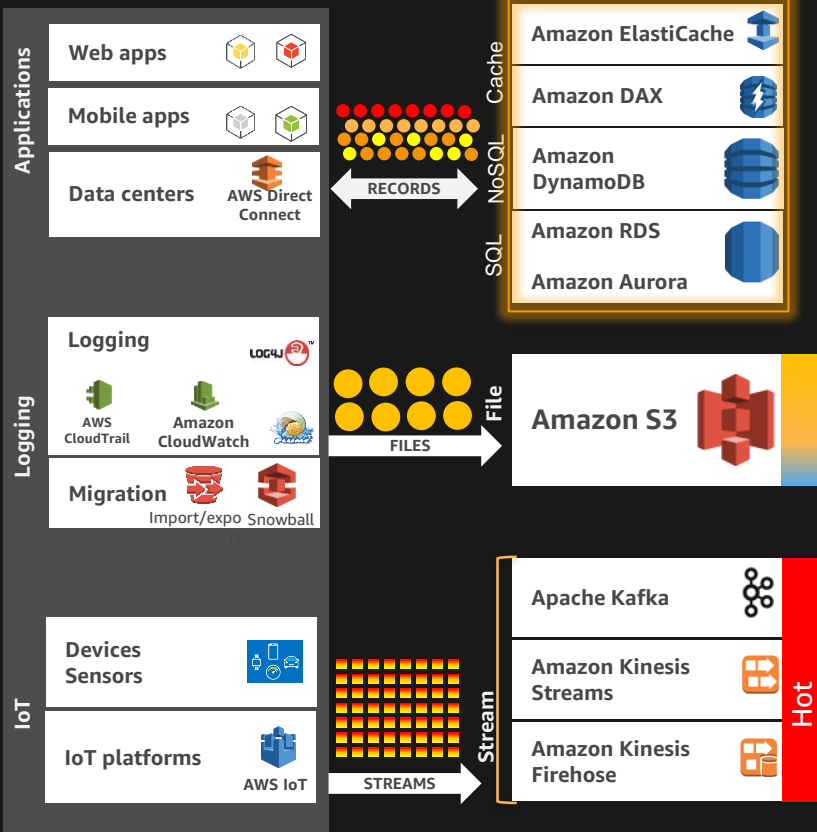 Applications
Web apps
Mobile apps
Data centers
AWS Direct
Connect
RECORDS
Cache
NoSQL
SQL
Amazon ElastiCache
Amazon DAX
Amazon
DynamoDB
Amazon RDS
Amazon Aurora
Logging
Logging
LOG4J
TM
AWS
CloudTrail
Amazon
CloudWatch
Migration
Import/expo
rt
Snowball
FILES
File
Amazon S3
IoT
Devices
Sensors
IoT platforms
AWS IoT
STREAMS
Stream
Apache Kafka
Amazon Kinesis
Streams
Amazon Kinesis
Firehose
Hot